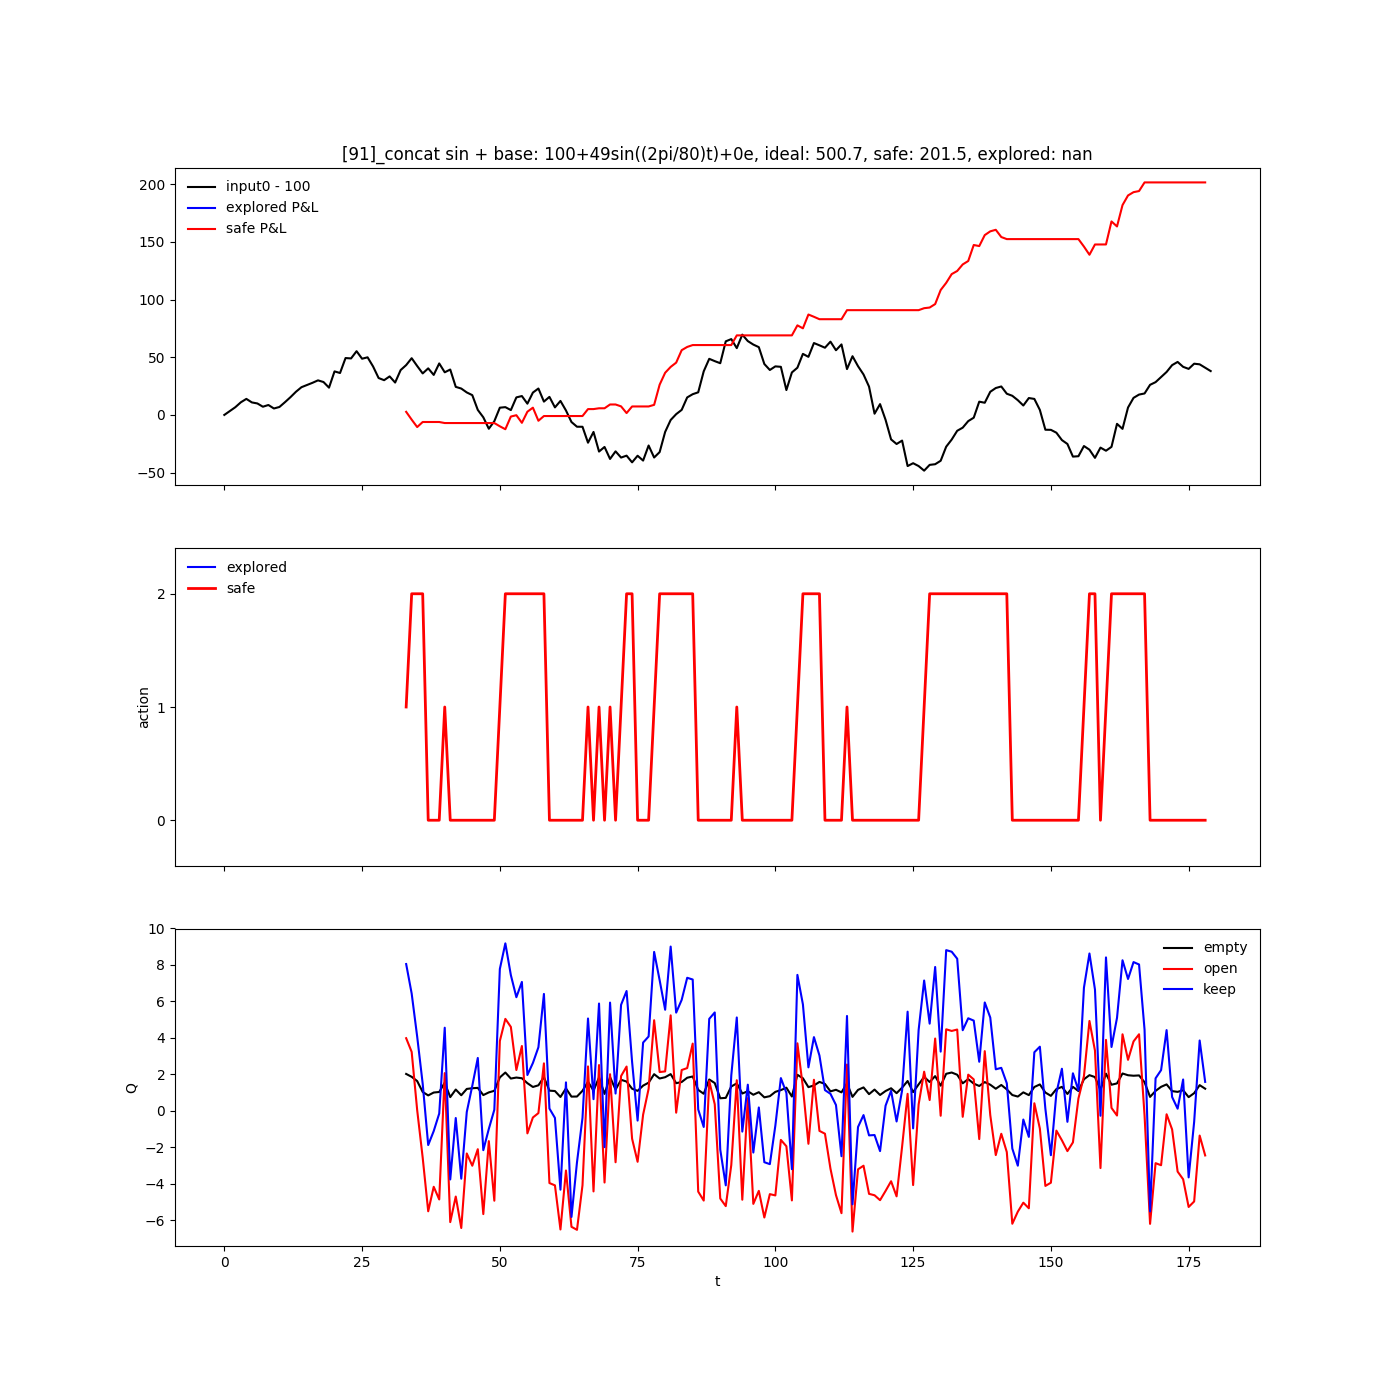 [91]_concat sin + base: 100+49sin((2pi/80)t)+0e, ideal: 500.7, safe: 201.5, explored: nan
input0 - 100
explored P&L
safe P&L
200
150
100
50
0
−50
explored
safe
2
1
0
action
empty
open
keep
10
8
6
4
2
0
−2
−4
−6
Q
0 25 50 75 100 125 150 175
t